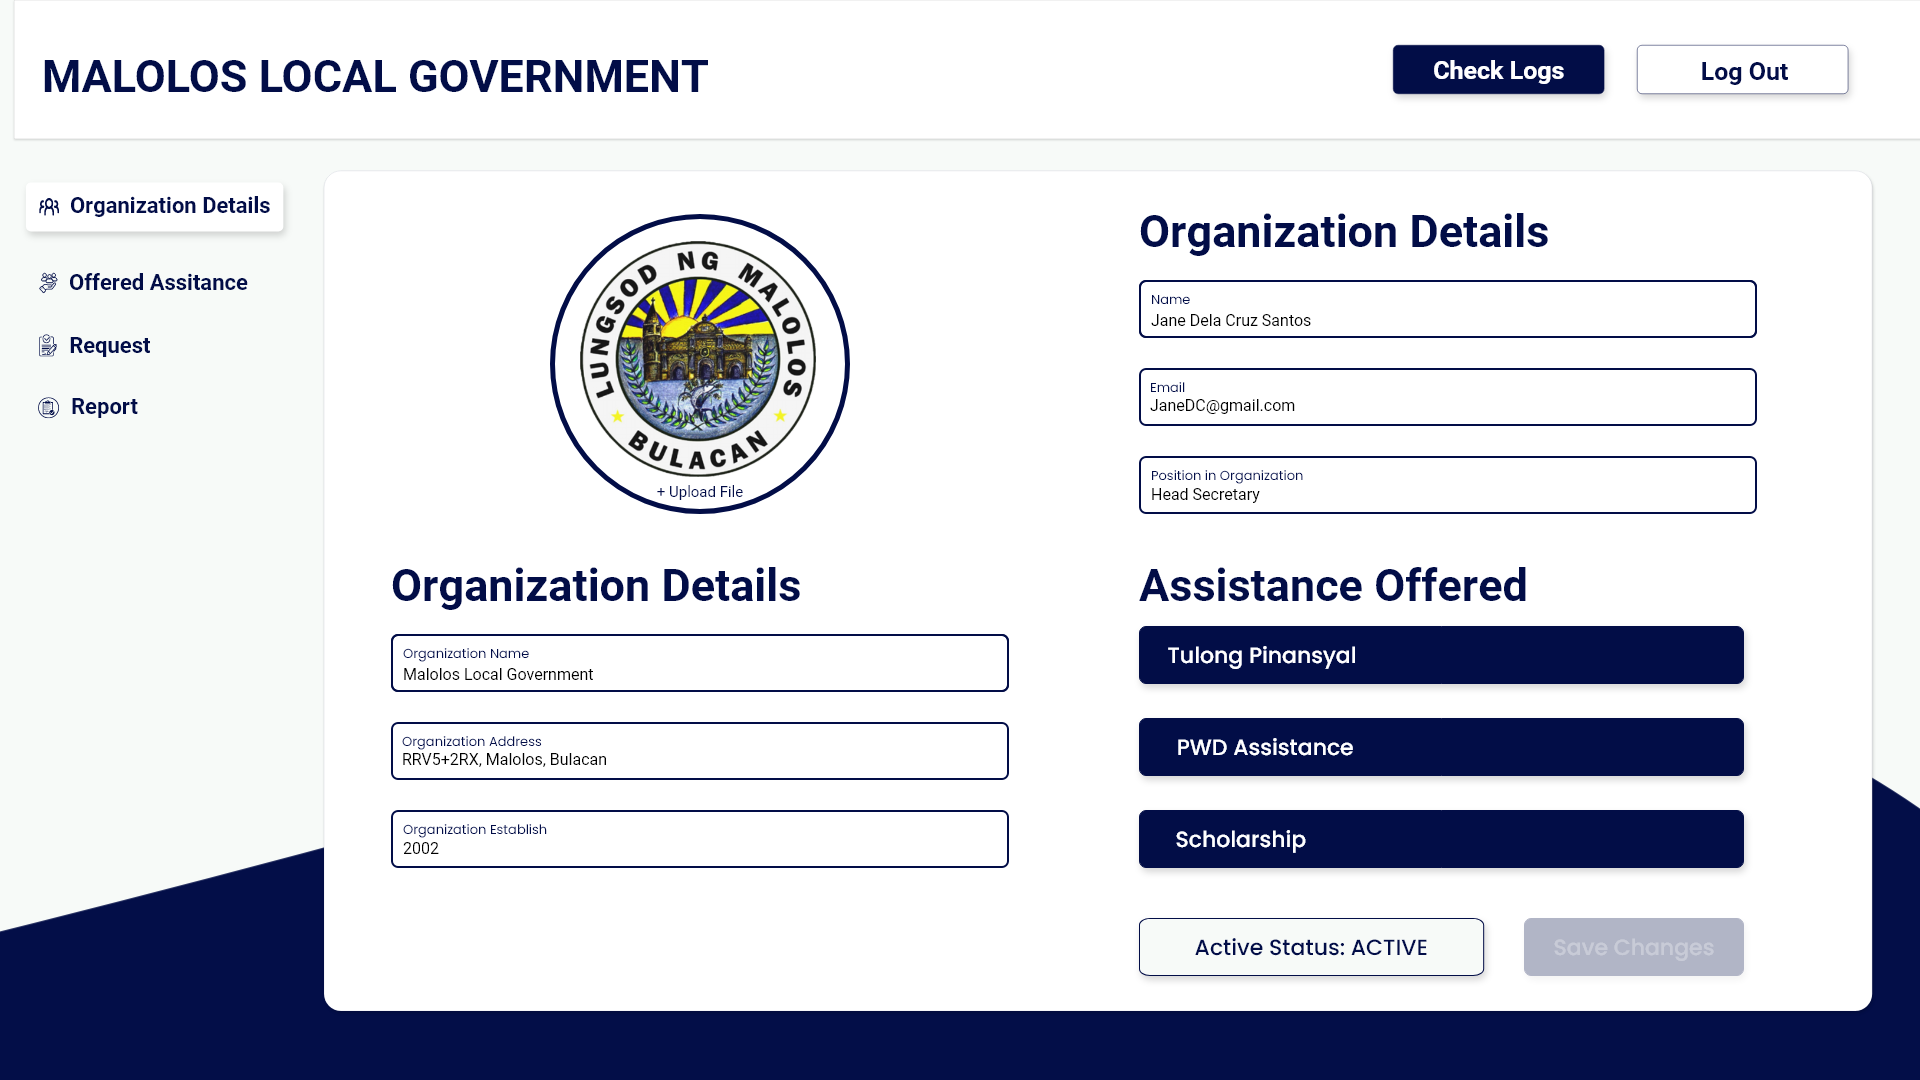 MALOLOS LOCAL GOVERNMENT
Check Logs
Log Out
Organization Details
Offered Assitance
Request
Report
LUNGSOD NG MALOLOS
BULACAN
+ Upload File
Organization Details
Name
Jane Dela Cruz Santos
Email
JaneDC@gmail.com
Position in Organization
Head Secretary
Organization Details
Organization Name
Malolos Local Government
Organization Address
RRV5+2RX, Malolos, Bulacan
Organization Establish
2002
Assistance Offered
Tulong Pinansyal
PWD Assistance
Scholarship
Active Status: ACTIVE
Save Changes